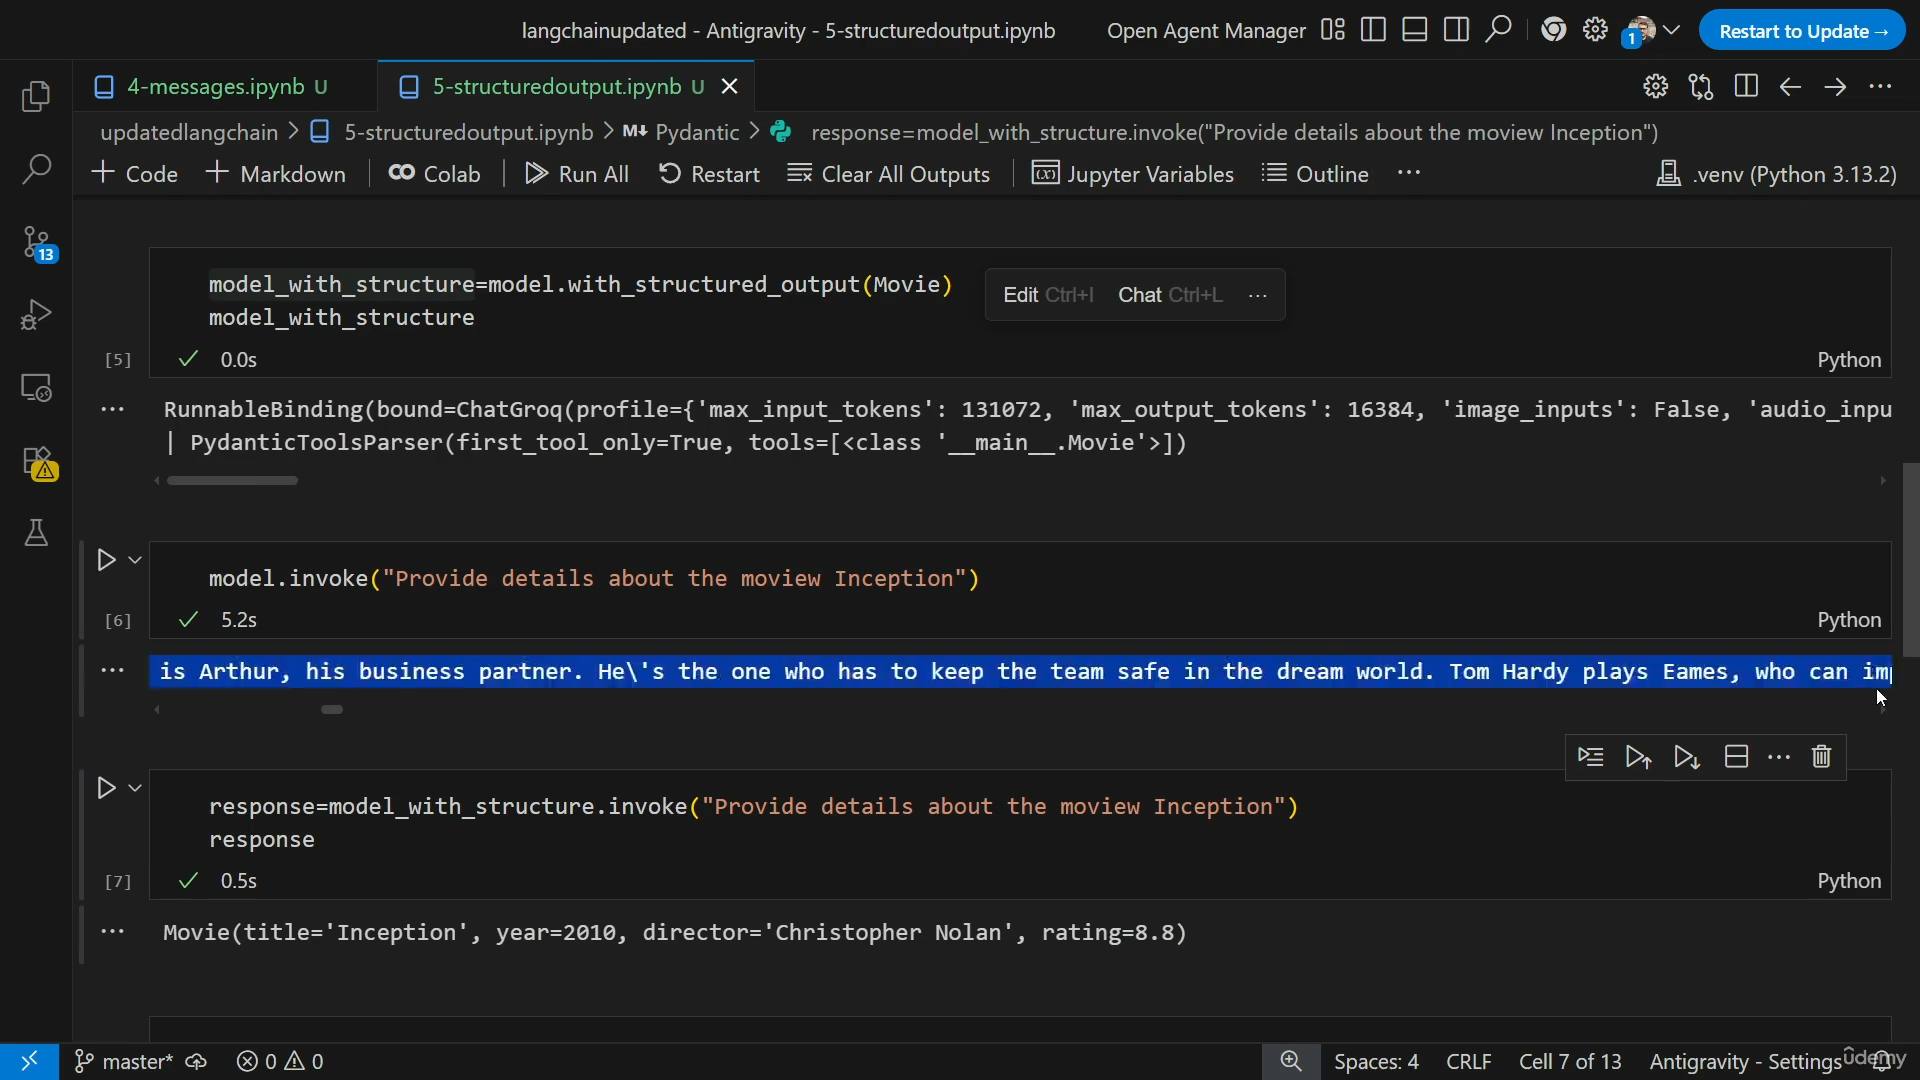 langchainupdated - Antigravity - 5-structuredoutput.ipynb
Open Agent Manager
1
Restart to Update →
4-messages.ipynb U
5-structuredoutput.ipynb U
updatedlangchain > 5-structuredoutput.ipynb > M↓ Pydantic > response=model_with_structure.invoke("Provide details about the moview Inception")
+ Code + Markdown Colab Run All Restart Clear All Outputs Jupyter Variables Outline ...
.venv (Python 3.13.2)
13
model_with_structure=model.with_structured_output(Movie)
Edit Ctrl+I Chat Ctrl+L ...
model_with_structure
[5] 0.0s Python
... RunnableBinding(bound=ChatGroq(profile={'max_input_tokens': 131072, 'max_output_tokens': 16384, 'image_inputs': False, 'audio_inpu
| PydanticToolsParser(first_tool_only=True, tools=[<class '__main__.Movie'>])
model.invoke("Provide details about the moview Inception")
[6] 5.2s Python
... is Arthur, his business partner. He\'s the one who has to keep the team safe in the dream world. Tom Hardy plays Eames, who can im
response=model_with_structure.invoke("Provide details about the moview Inception")
response
[7] 0.5s Python
... Movie(title='Inception', year=2010, director='Christopher Nolan', rating=8.8)
master* 0 0
Spaces: 4 CRLF Cell 7 of 13 Antigravity - Settings
ûdemy